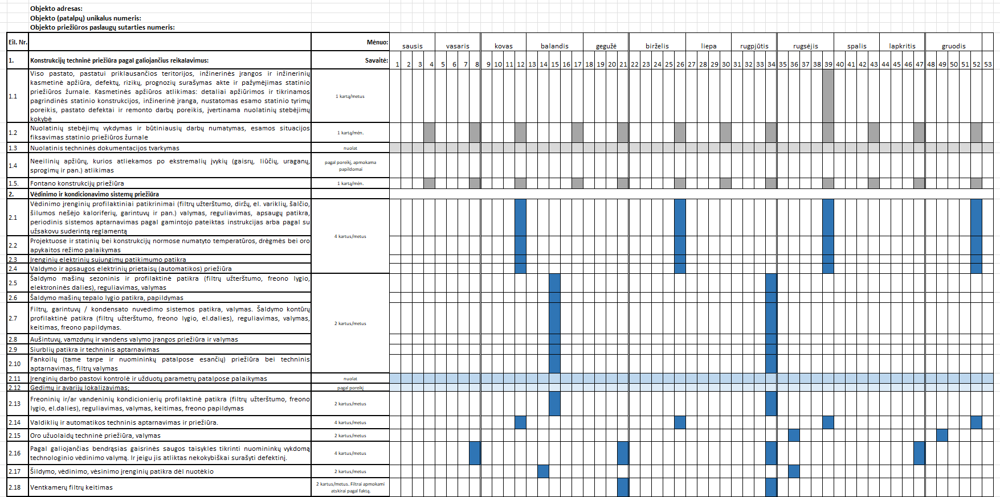 Objekto adresas:
Objekto (patalpų) unikalus numeris:
Objekto priežiūros paslaugų sutarties numeris:
Eil. Nr. Mėnuo: sausis vasaris kovas balandis gegužė birželis liepa rugpjūtis rugsėjis spalis lapkritis gruodis
1. Konstrukcijų techninė priežiūra pagal galiojančius reikalavimus: Savaitė: 1 2 3 4 5 6 7 8 9 10 11 12 13 14 15 16 17 18 19 20 21 22 23 24 25 26 27 28 29 30 31 32 33 34 35 36 37 38 39 40 41 42 43 44 45 46 47 48 49 50 51 52 53
1.1 Viso pastato, pastatui priklausančios teritorijos, inžinerinės įrangos ir inžinerinių
kasmetinė apžiūra, defektų, rizikų, prognozių surašymas akte ir pažymėjimas statinio
priežiūros žurnale. Kasmetinės apžiūros atlikimas: detaliai apžiūrimos ir tikrinamos
pagrindinės statinio konstrukcijos, inžinerinė įranga, nustatomas esamo statinio tyrimų
poreikis, pastato defektai ir remonto darbų poreikis, įvertinama nuolatinių stebėjimų
kokybė
1 kartą/metus
1.2 Nuolatinių stebėjimų vykdymas ir būtiniausių darbų numatymas, esamos situacijos
fiksavimas statinio priežiūros žurnale
1 kartą/mėn.
1.3 Nuolatinis techninės dokumentacijos tvarkymas nuolat
1.4 Neeilinių apžiūrų, kurios atliekamos po ekstremalių įvykių (gaisrų, liūčių, uraganų,
sprogimų ir pan.) atlikimas
pagal poreikį, apmokama
papildomai
1.5. Fontano konstrukcijų priežiūra 1 kartą/mėn.
2. Vėdinimo ir kondicionavimo sistemų priežiūra
2.1 Vėdinimo įrenginių profilaktiniai patikrinimai (filtrų užterštumo, diržų, el. variklių, šalčio,
šilumos nešėjo kaloriferių, garintuvų ir pan.) valymas, reguliavimas, apsaugų patikra,
periodinis sistemos aptarnavimas pagal gamintojo pateiktas instrukcijas arba pagal su
užsakovu suderintą reglamentą
4 kartus/metus
2.2 Projektuose ir statinių bei konstrukcijų normose numatyto temperatūros, drėgmės bei oro
apykaitos režimo palaikymas
2.3 Įrenginių elektrinių sujungimų patikimumo patikra
2.4 Valdymo ir apsaugos elektrinių prietaisų (automatikos) priežiūra
2.5 Šaldymo mašinų sezoninis ir profilaktinė patikra (filtrų užterštumo, freono lygio,
elektroninės dalies), reguliavimas, valymas
2.6 Šaldymo mašinų tepalo lygio patikra, papildymas
2.7 Filtrų, garintuvų / kondensato nuvedimo sistemos patikra, valymas. Šaldymo kontūrų
profilaktinė patikra (filtrų užterštumo, freono lygio, el.dalies), reguliavimas, valymas,
keitimas, freono papildymas.
2 kartus/metus
2.8 Aušintuvų, vamzdynų ir vandens valymo įrangos priežiūra ir valymas
2.9 Siurblių patikra ir techninis aptarnavimas
2.10 Fankoilų (tame tarpe ir nuomininkų patalpose esančių) priežiūra bei techninis
aptarnavimas, filtrų valymas
2.11 Įrenginių darbo pastovi kontrolė ir užduotų parametrų patalpose palaikymas nuolat
2.12 Gedimų ir avarijų lokalizavimas; pagal poreikį
2.13 Freoninių ir/ar vandeninių kondicionierių profilaktinė patikra (filtrų užterštumo, freono
lygio, el.dalies), reguliavimas, valymas, keitimas, freono papildymas
2 kartus/metus
2.14 Valdiklių ir automatikos techninis aptarnavimas ir priežiūra. 4 kartus/metus
2.15 Oro užuolaidų techninė priežiūra, valymas 2 kartus/metus
2.16 Pagal galiojančias bendrąsias gaisrinės saugos taisykles tikrinti nuomininkų vykdomą
technologinio vėdinimo valymą. Ir jeigu jis atliktas nekokybiškai surašyti defektinį.
4 kartus/metus
2.17 Šildymo, vėdinimo, vėsinimo įrenginių patikra dėl nuotėkio 2 kartus/metus
2.18 Ventkamerų filtrų keitimas 2 kartus/metus. Filtrai apmokami
atskirai pagal faktą.